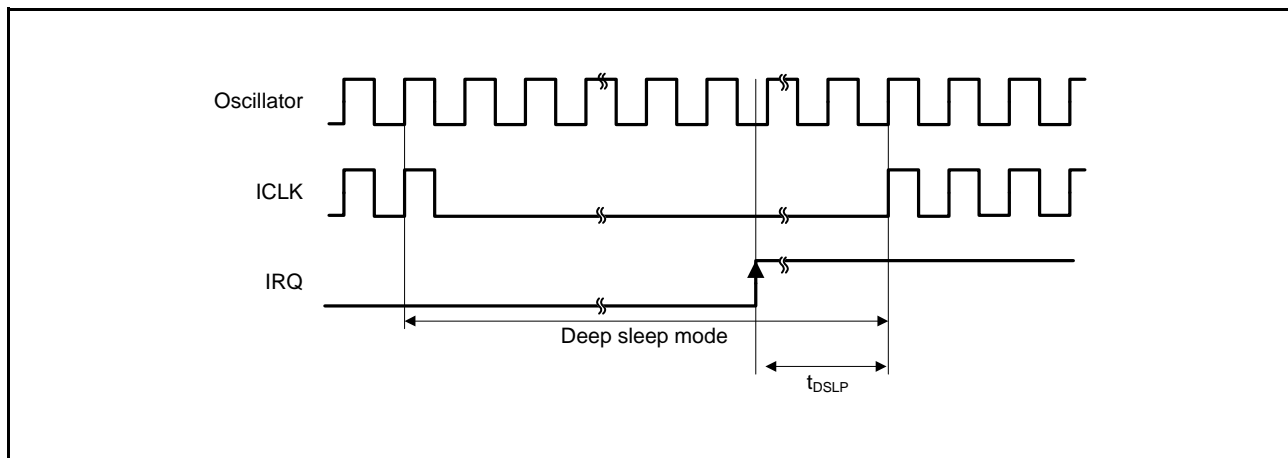 Oscillator
ICLK
IRQ
Deep sleep mode
tDSLP